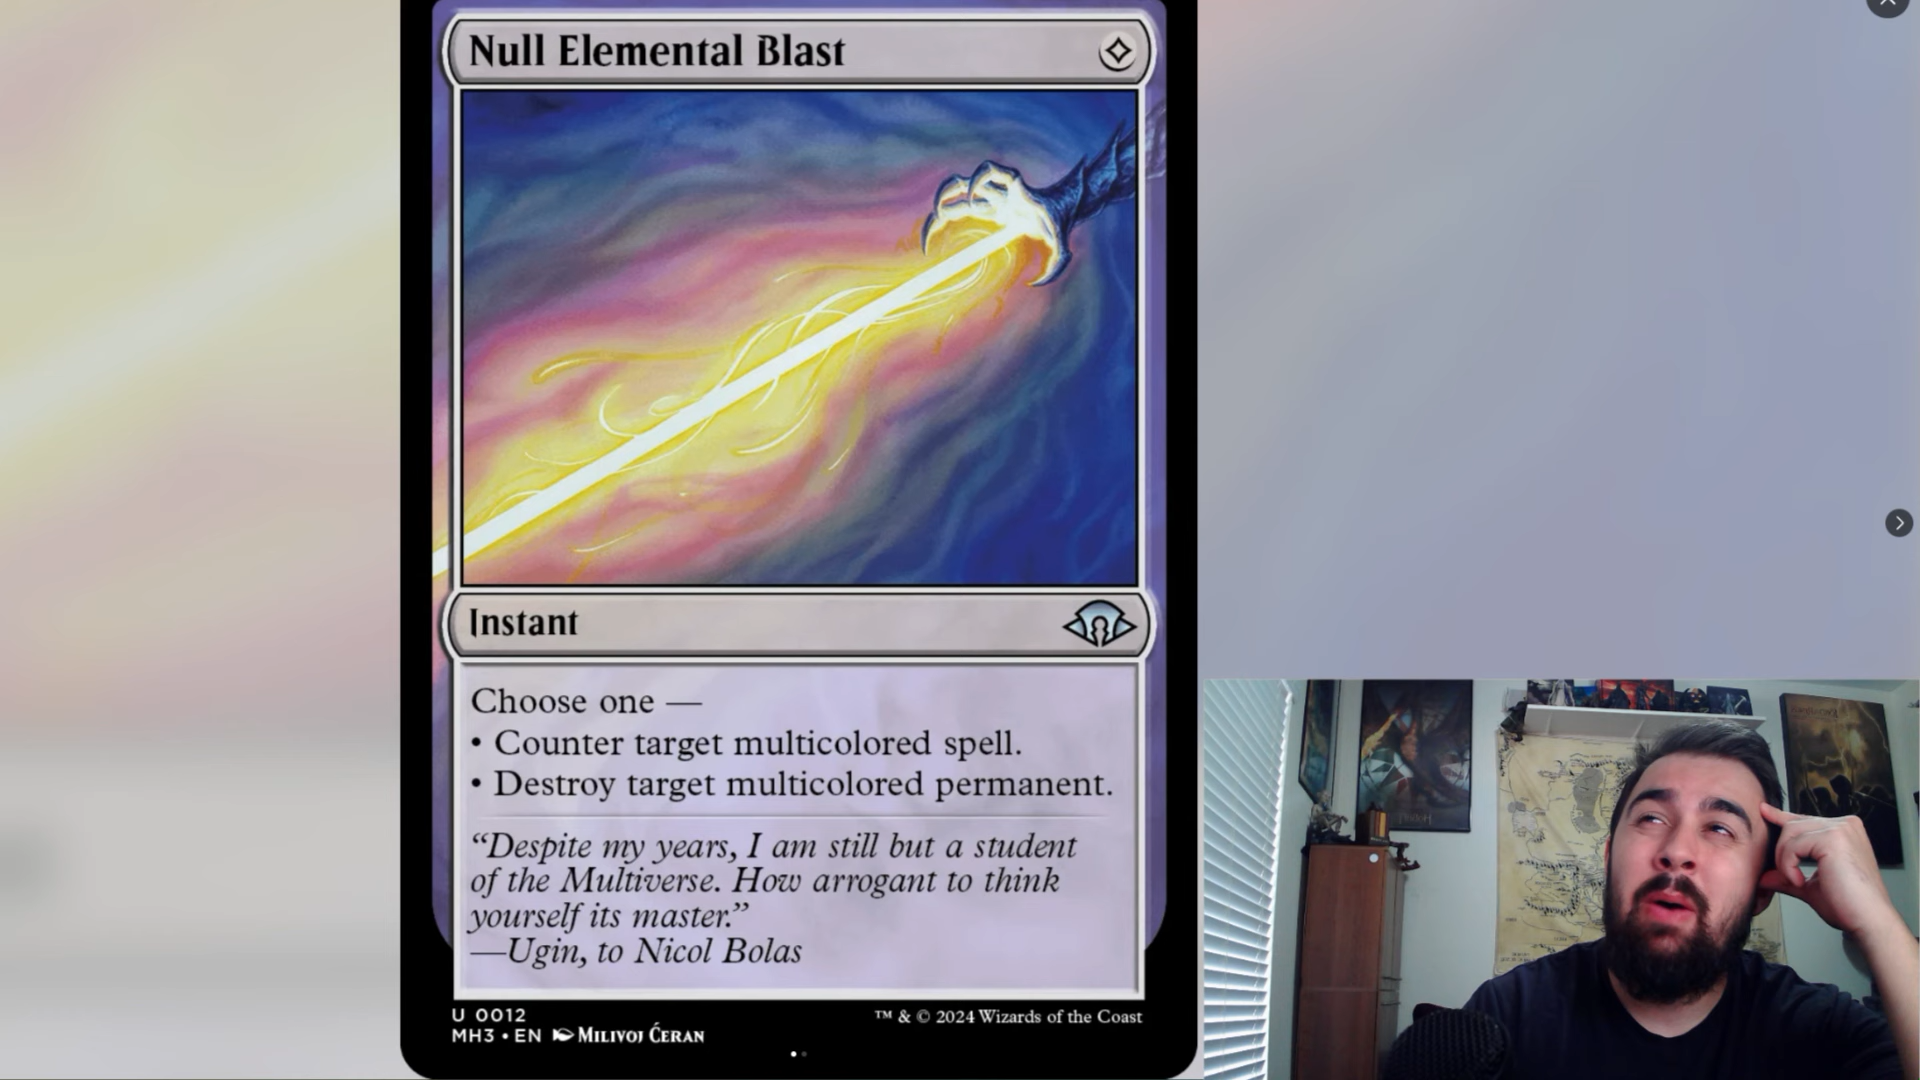 Null Elemental Blast
Instant
Choose one —
• Counter target multicolored spell.
• Destroy target multicolored permanent.
“Despite my years, I am still but a student
of the Multiverse. How arrogant to think
yourself its master.”
—Ugin, to Nicol Bolas
U 0012
MH3 • EN MILIVOJ ĆERAN
™ & © 2024 Wizards of the Coast